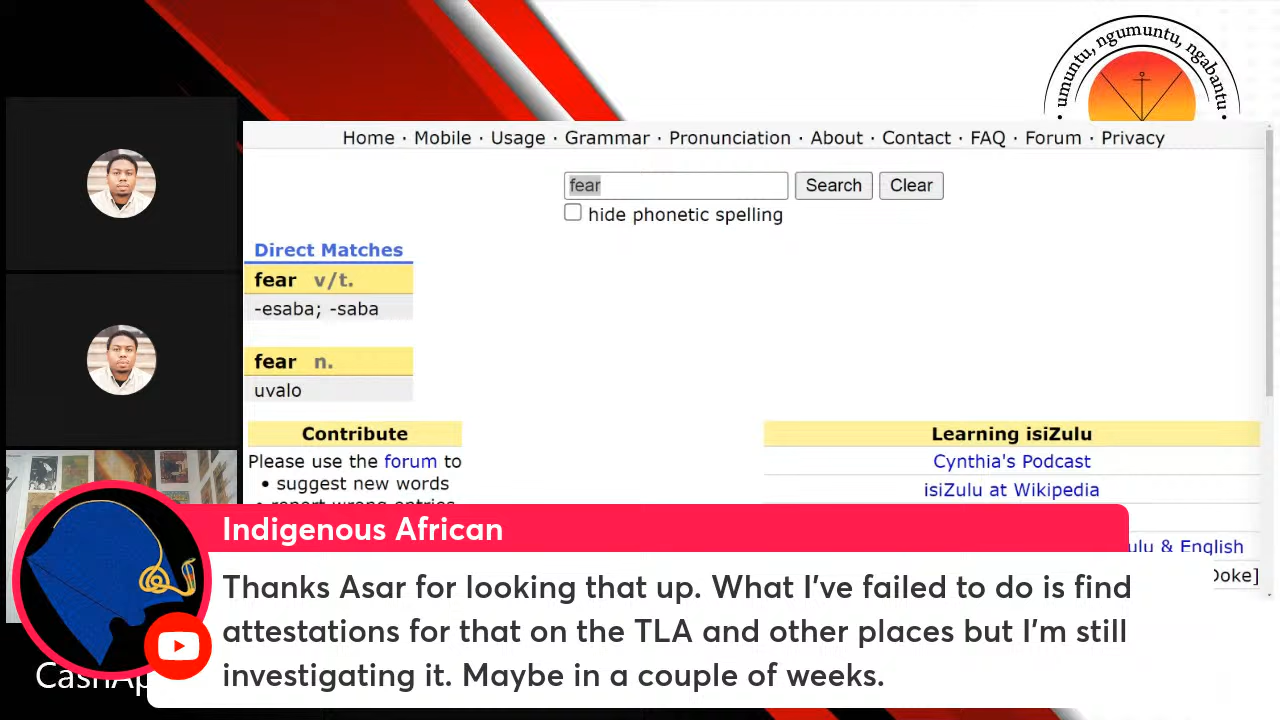 umuntu, ngumuntu, ngabantu
Home · Mobile · Usage · Grammar · Pronunciation · About · Contact · FAQ · Forum · Privacy
fear
Search
Clear
hide phonetic spelling
Direct Matches
fear v/t.
-esaba; -saba
fear n.
uvalo
Contribute
Please use the forum to
• suggest new words
• report wrong entries
Learning isiZulu
Cynthia's Podcast
isiZulu at Wikipedia
& English
Doke]
Indigenous African
Thanks Asar for looking that up. What I've failed to do is find
attestations for that on the TLA and other places but I'm still
investigating it. Maybe in a couple of weeks.